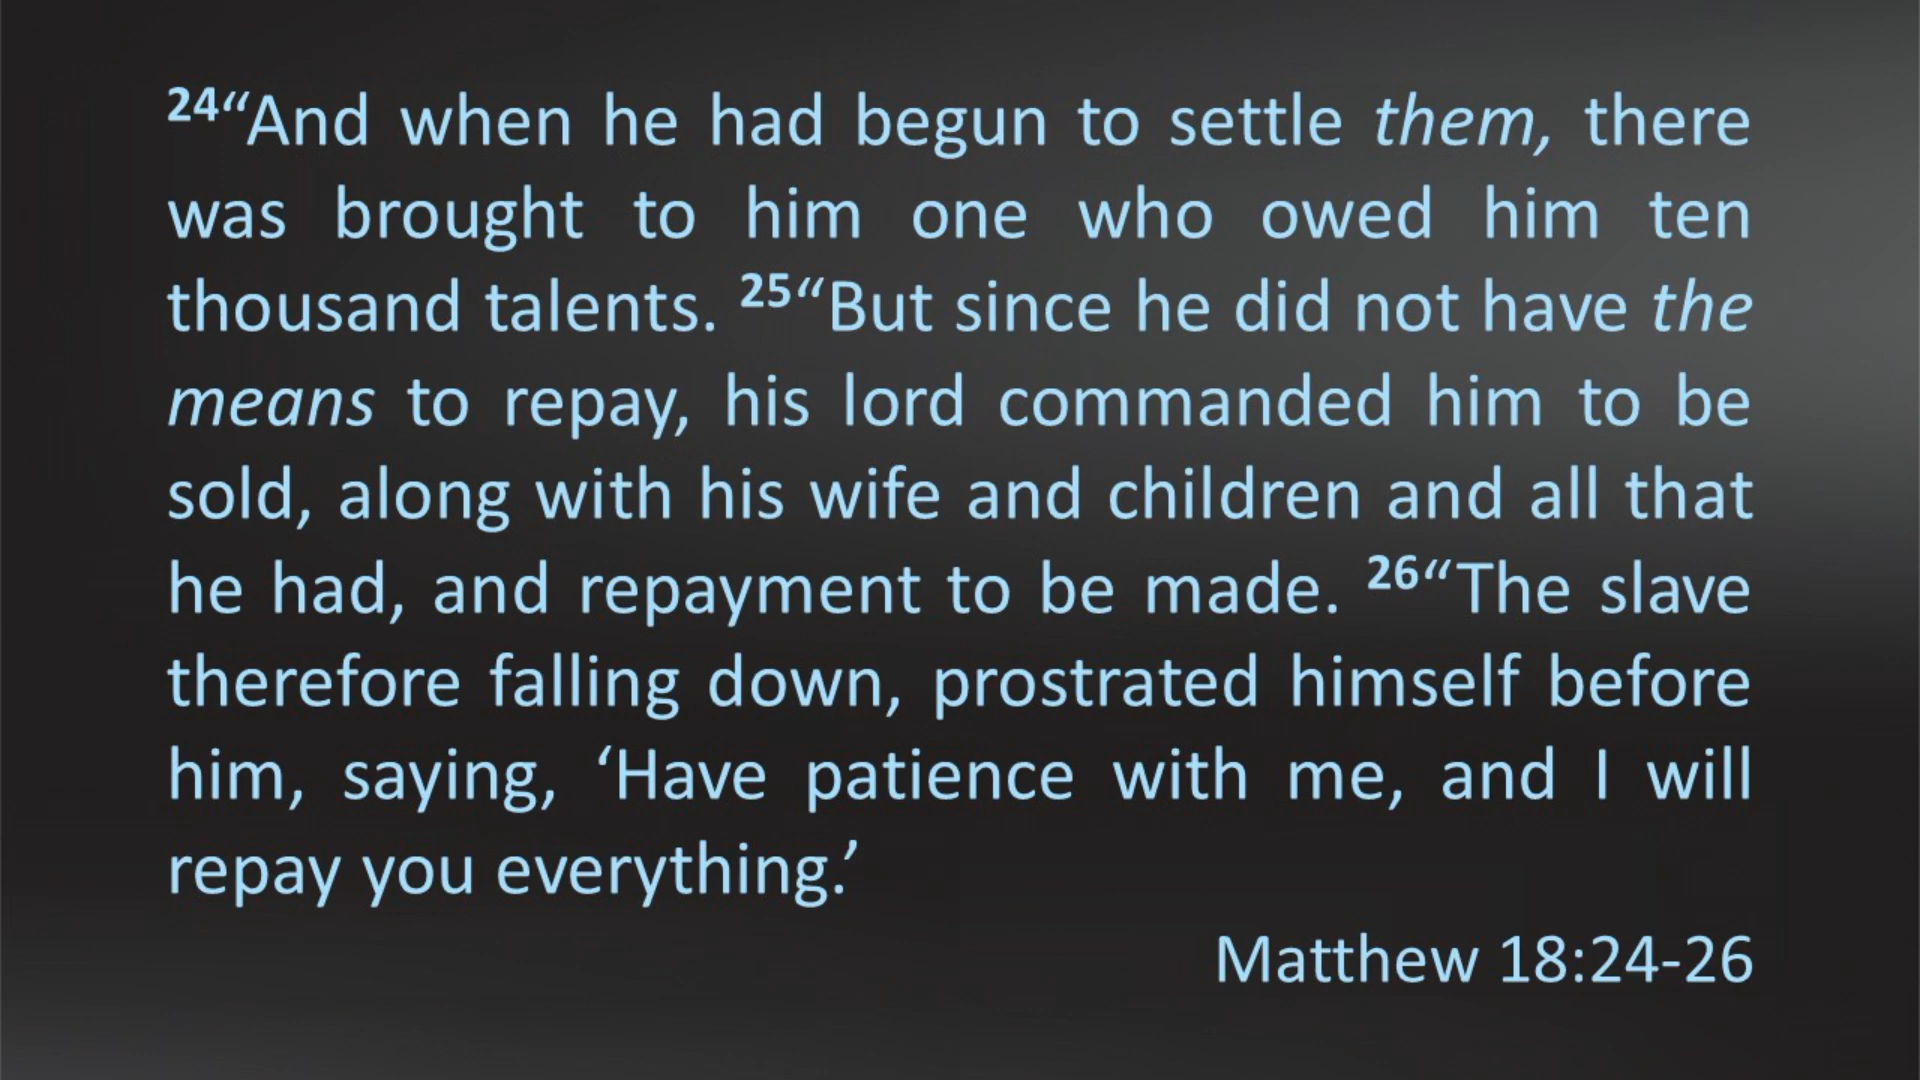 24“And when he had begun to settle them, there
was brought to him one who owed him ten
thousand talents. 25“But since he did not have the
means to repay, his lord commanded him to be
sold, along with his wife and children and all that
he had, and repayment to be made. 26“The slave
therefore falling down, prostrated himself before
him, saying, ‘Have patience with me, and I will
repay you everything.’
Matthew 18:24-26